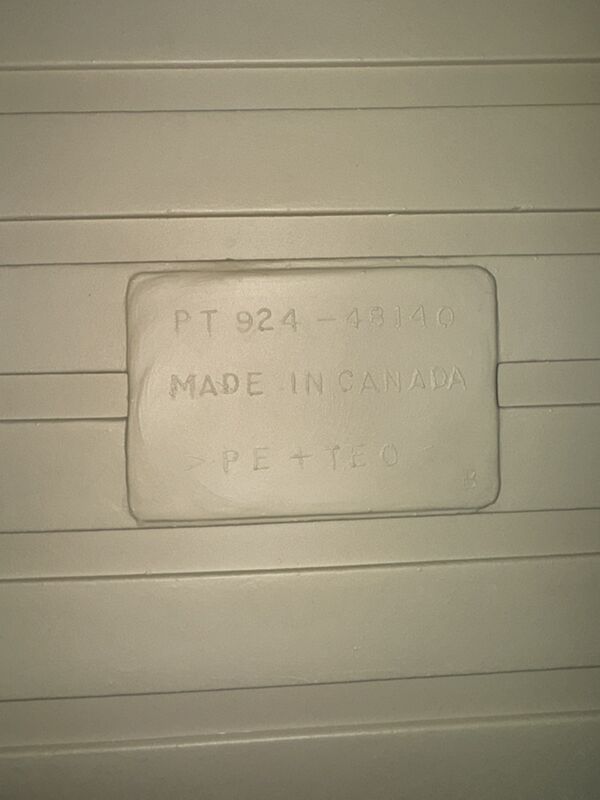 PT 924-48140
MADE IN CANADA
>PE+TEO
B